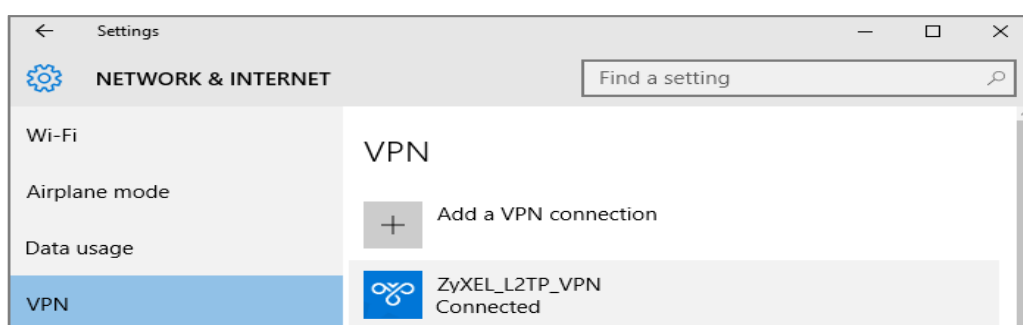 Settings
NETWORK & INTERNET
Find a setting
Wi-Fi
Airplane mode
Data usage
VPN
VPN
Add a VPN connection
ZyXEL_L2TP_VPN
Connected